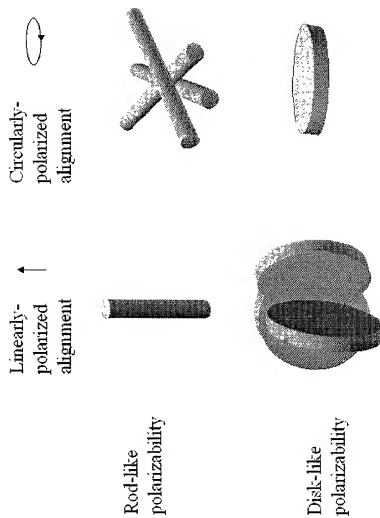 Linearly-
polarized
alignment
Circularly-
polarized
alignment
Rod-like
polarizability
Disk-like
polarizability